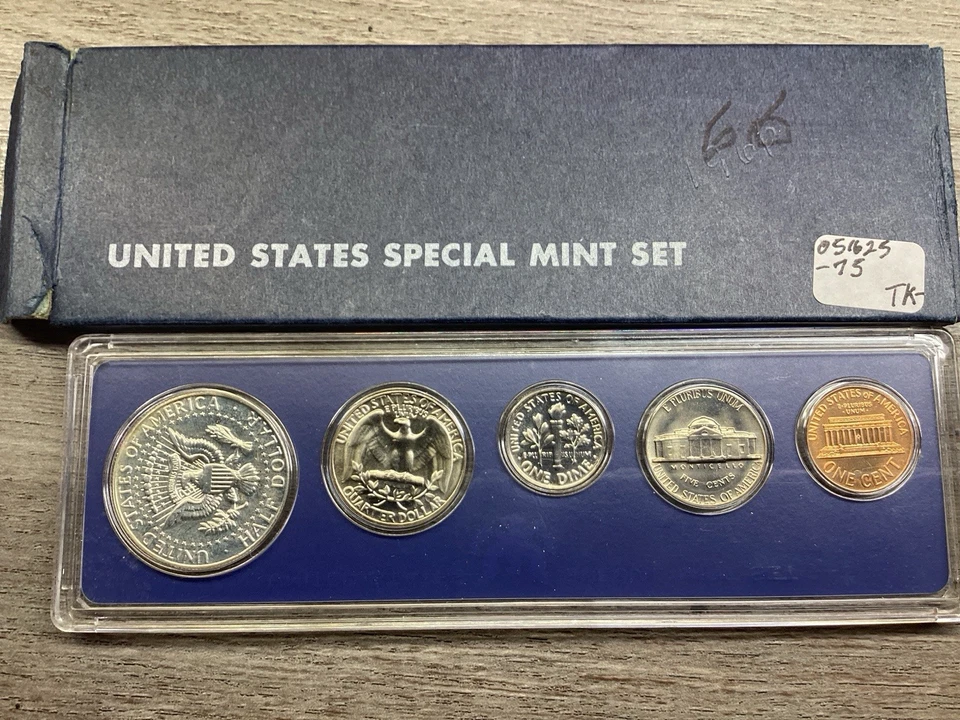 66
1966
UNITED STATES SPECIAL MINT SET
051625
-75
TK-
UNITED STATES OF AMERICA
HALF DOLLAR
UNITED STATES OF AMERICA
E PLURIBUS UNUM
QUARTER DOLLAR
UNITED STATES OF AMERICA
E PLURIBUS UNUM
ONE DIME
E PLURIBUS UNUM
MONTICELLO
FIVE CENTS
UNITED STATES OF AMERICA
UNITED STATES OF AMERICA
E·PLURIBUS
·UNUM·
ONE CENT